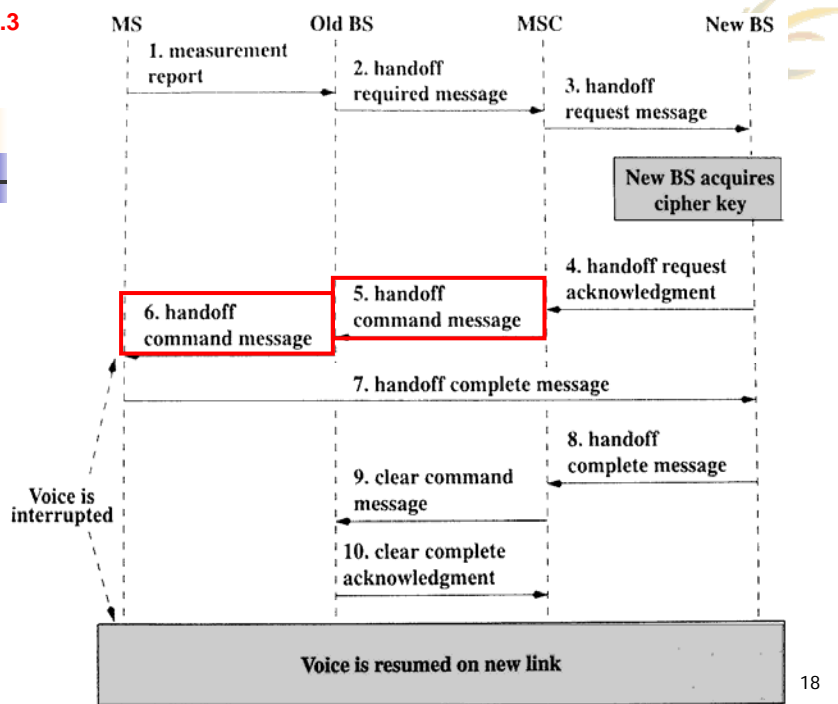 .3
MS
Old BS
MSC
New BS
1. measurement
report
2. handoff
required message
3. handoff
request message
New BS acquires
cipher key
4. handoff request
acknowledgment
5. handoff
command message
6. handoff
command message
7. handoff complete message
8. handoff
complete message
9. clear command
message
Voice is
interrupted
10. clear complete
acknowledgment
Voice is resumed on new link
18